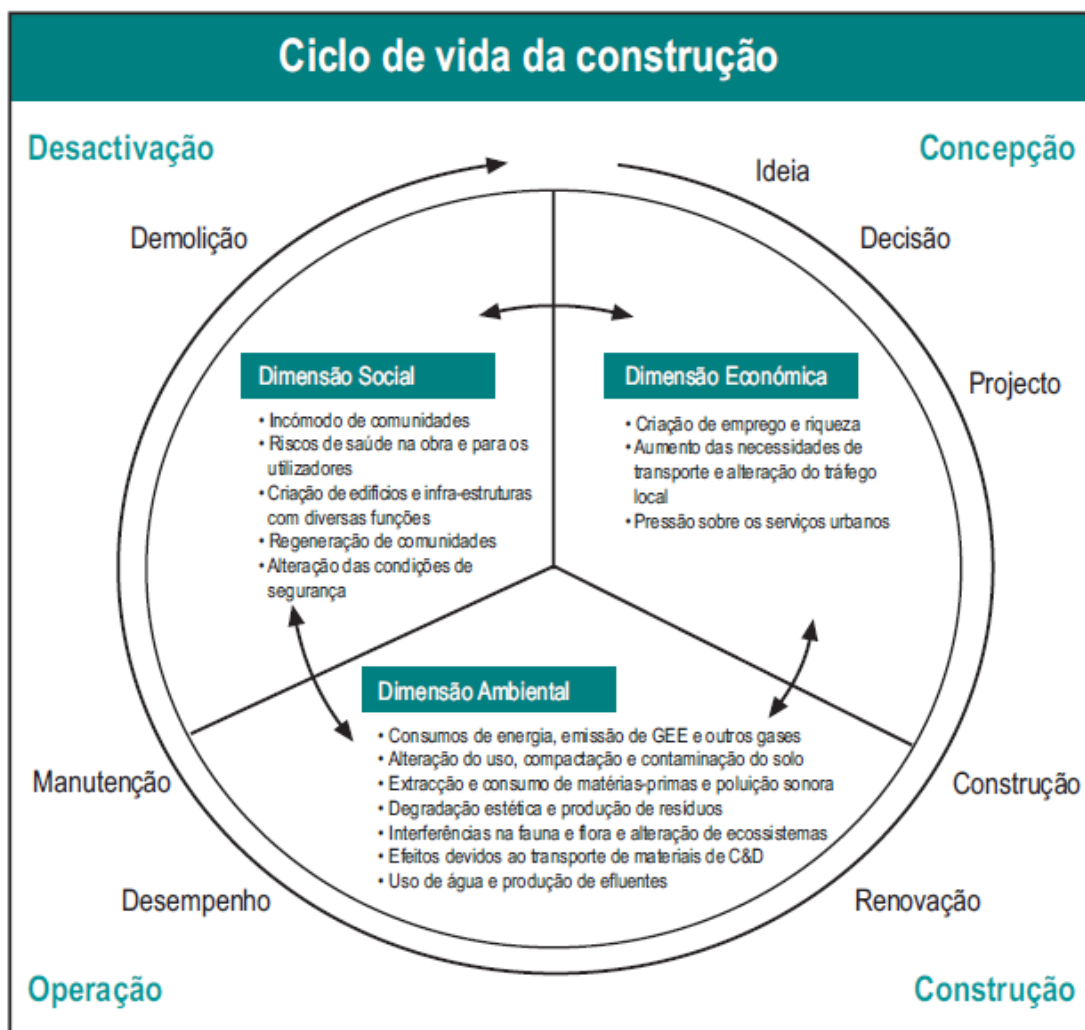 Ciclo de vida da construção
Desactivação
Concepção
Ideia
Demolição
Decisão
Projecto
Dimensão Social
• Incómodo de comunidades
• Riscos de saúde na obra e para os
utilizadores
• Criação de edifícios e infra-estruturas
com diversas funções
• Regeneração de comunidades
• Alteração das condições de
segurança
Dimensão Económica
• Criação de emprego e riqueza
• Aumento das necessidades de
transporte e alteração do tráfego
local
• Pressão sobre os serviços urbanos
Dimensão Ambiental
• Consumos de energia, emissão de GEE e outros gases
• Alteração do uso, compactação e contaminação do solo
• Extracção e consumo de matérias-primas e poluição sonora
• Degradação estética e produção de resíduos
• Interferências na fauna e flora e alteração de ecossistemas
• Efeitos devidos ao transporte de materiais de C&D
• Uso de água e produção de efluentes
Manutenção
Construção
Desempenho
Renovação
Operação
Construção